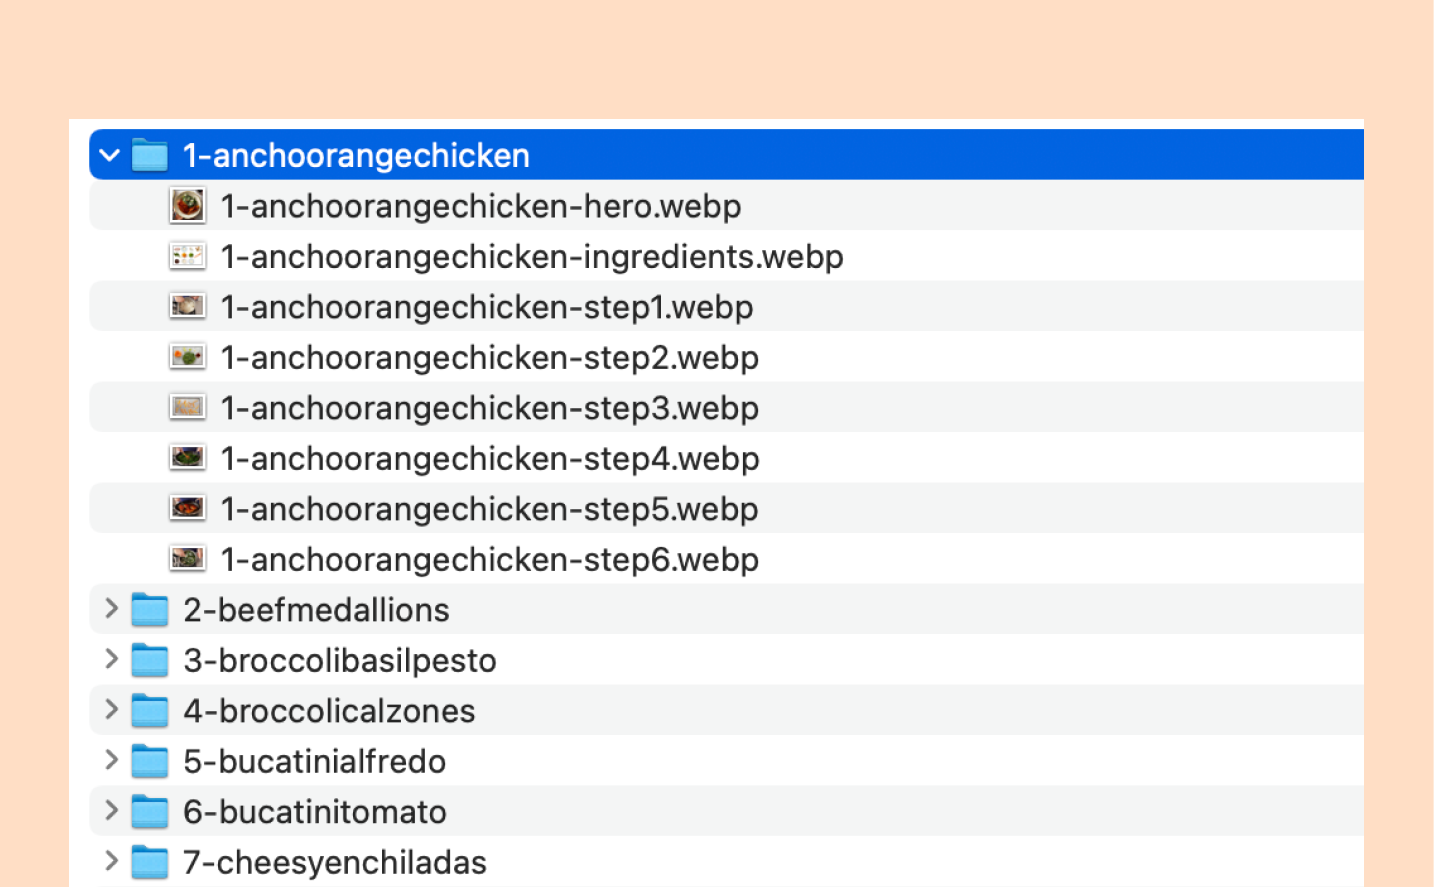 1-anchoorangechicken
1-anchoorangechicken-hero.webp
1-anchoorangechicken-ingredients.webp
1-anchoorangechicken-step1.webp
1-anchoorangechicken-step2.webp
1-anchoorangechicken-step3.webp
1-anchoorangechicken-step4.webp
1-anchoorangechicken-step5.webp
1-anchoorangechicken-step6.webp
2-beefmedallions
3-broccolibasilpesto
4-broccolicalzones
5-bucatinialfredo
6-bucatinitomato
7-cheesyenchiladas